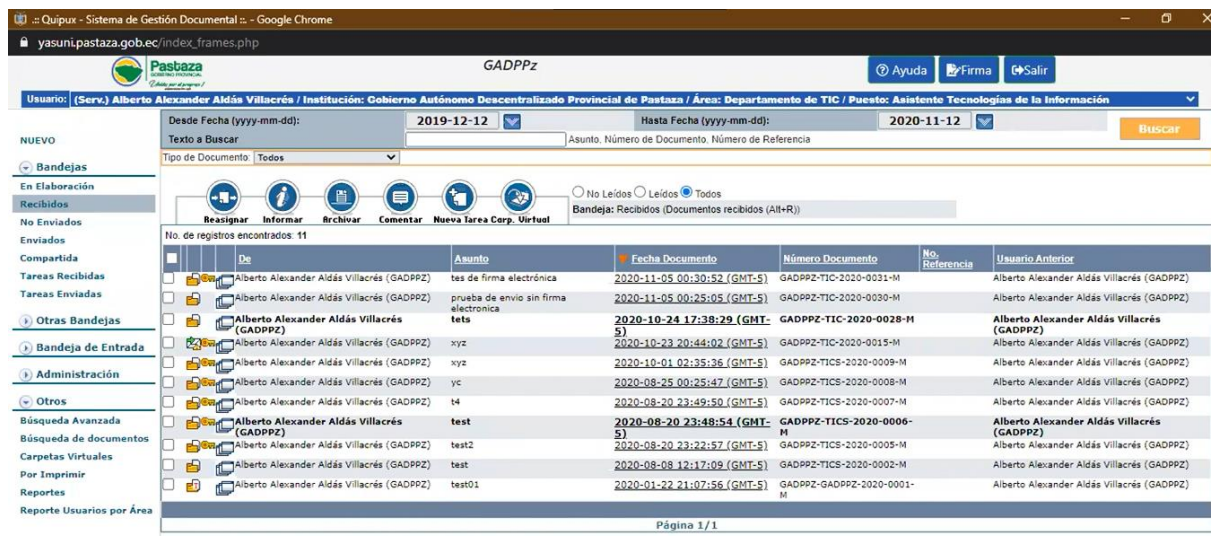 .:: Quipux - Sistema de Gestión Documental ::. - Google Chrome
yasuni.pastaza.gob.ec/index_frames.php
Pastaza
GADPPz
Ayuda
Firma
Salir
Usuario: (Serv.) Alberto Alexander Aldás Villacrés / Institución: Gobierno Autónomo Descentralizado Provincial de Pastaza / Área: Departamento de TIC / Puesto: Asistente Tecnologías de la Información
Desde Fecha (yyyy-mm-dd): 2019-12-12 Hasta Fecha (yyyy-mm-dd): 2020-11-12
Texto a Buscar Asunto, Número de Documento, Número de Referencia
Buscar
Tipo de Documento: Todos
NUEVO
Bandejas
En Elaboración
Recibidos
No Enviados
Enviados
Compartida
Tareas Recibidas
Tareas Enviadas
Otras Bandejas
Bandeja de Entrada
Administración
Otros
Búsqueda Avanzada
Búsqueda de documentos
Carpetas Virtuales
Por Imprimir
Reportes
Reporte Usuarios por Área
Reasignar Informar Archivar Comentar Nueva Tarea Carp. Virtual
No Leídos Leídos Todos
Bandeja: Recibidos (Documentos recibidos (Alt+R))
No. de registros encontrados: 11
De Asunto Fecha Documento Número Documento No. Referencia Usuario Anterior
Alberto Alexander Aldás Villacrés (GADPPZ) tes de firma electrónica 2020-11-05 00:30:52 (GMT-5) GADPPZ-TIC-2020-0031-M Alberto Alexander Aldás Villacrés (GADPPZ)
Alberto Alexander Aldás Villacrés (GADPPZ) prueba de envio sin firma electronica 2020-11-05 00:25:05 (GMT-5) GADPPZ-TIC-2020-0030-M Alberto Alexander Aldás Villacrés (GADPPZ)
Alberto Alexander Aldás Villacrés (GADPPZ) tets 2020-10-24 17:38:29 (GMT-5) GADPPZ-TIC-2020-0028-M Alberto Alexander Aldás Villacrés (GADPPZ)
Alberto Alexander Aldás Villacrés (GADPPZ) xyz 2020-10-23 20:44:02 (GMT-5) GADPPZ-TIC-2020-0015-M Alberto Alexander Aldás Villacrés (GADPPZ)
Alberto Alexander Aldás Villacrés (GADPPZ) xyz 2020-10-01 02:35:36 (GMT-5) GADPPZ-TICS-2020-0009-M Alberto Alexander Aldás Villacrés (GADPPZ)
Alberto Alexander Aldás Villacrés (GADPPZ) yc 2020-08-25 00:25:47 (GMT-5) GADPPZ-TICS-2020-0008-M Alberto Alexander Aldás Villacrés (GADPPZ)
Alberto Alexander Aldás Villacrés (GADPPZ) t4 2020-08-20 23:49:50 (GMT-5) GADPPZ-TICS-2020-0007-M Alberto Alexander Aldás Villacrés (GADPPZ)
Alberto Alexander Aldás Villacrés (GADPPZ) test 2020-08-20 23:48:54 (GMT-5) GADPPZ-TICS-2020-0006-M Alberto Alexander Aldás Villacrés (GADPPZ)
Alberto Alexander Aldás Villacrés (GADPPZ) test2 2020-08-20 23:22:57 (GMT-5) GADPPZ-TICS-2020-0005-M Alberto Alexander Aldás Villacrés (GADPPZ)
Alberto Alexander Aldás Villacrés (GADPPZ) test 2020-08-08 12:17:09 (GMT-5) GADPPZ-TICS-2020-0002-M Alberto Alexander Aldás Villacrés (GADPPZ)
Alberto Alexander Aldás Villacrés (GADPPZ) test01 2020-01-22 21:07:56 (GMT-5) GADPPZ-GADPPZ-2020-0001-M Alberto Alexander Aldás Villacrés (GADPPZ)
Página 1/1